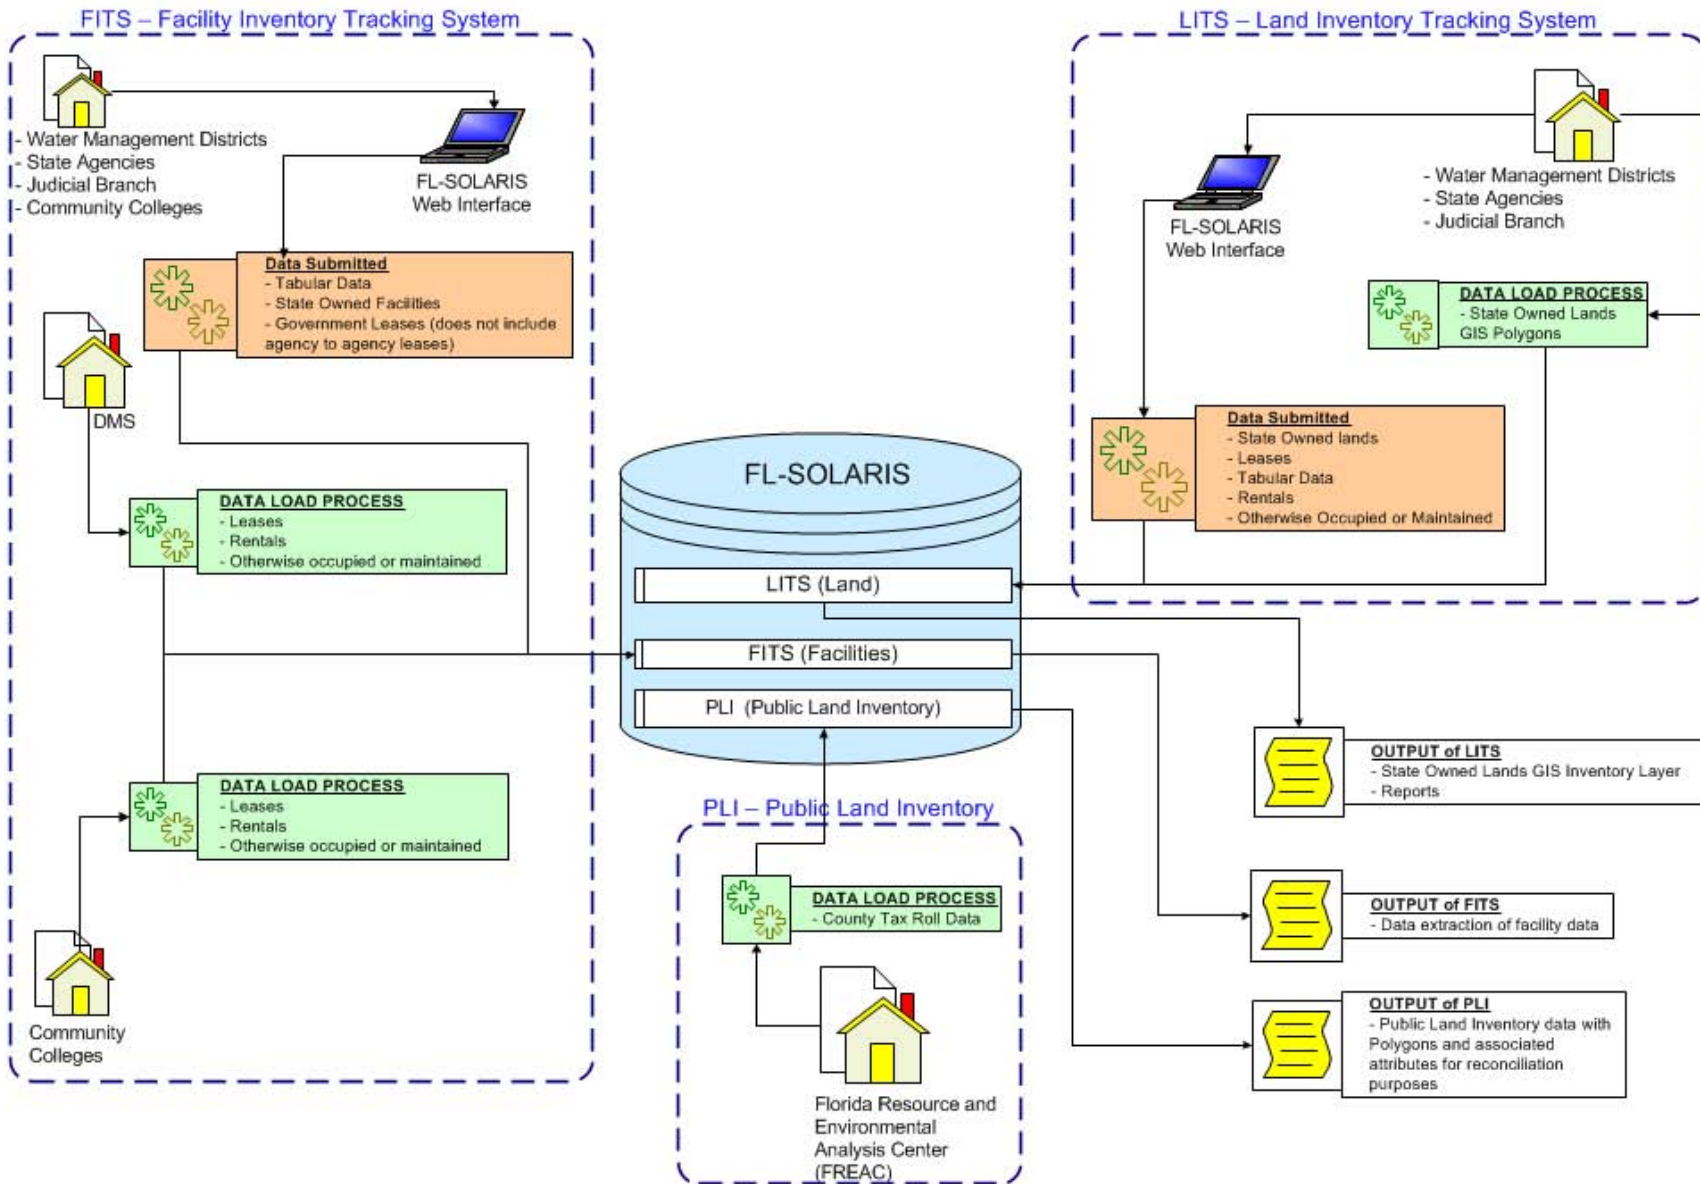 FITS – Facility Inventory Tracking System
- Water Management Districts
- State Agencies
- Judicial Branch
- Community Colleges
FL-SOLARIS
Web Interface
Data Submitted
- Tabular Data
- State Owned Facilities
- Government Leases (does not include
agency to agency leases)
DMS
DATA LOAD PROCESS
- Leases
- Rentals
- Otherwise occupied or maintained
DATA LOAD PROCESS
- Leases
- Rentals
- Otherwise occupied or maintained
Community
Colleges
FL-SOLARIS
LITS (Land)
FITS (Facilities)
PLI (Public Land Inventory)
PLI – Public Land Inventory
DATA LOAD PROCESS
- County Tax Roll Data
Florida Resource and
Environmental
Analysis Center
(FREAC)
LITS – Land Inventory Tracking System
- Water Management Districts
- State Agencies
- Judicial Branch
FL-SOLARIS
Web Interface
DATA LOAD PROCESS
- State Owned Lands
GIS Polygons
Data Submitted
- State Owned lands
- Leases
- Tabular Data
- Rentals
- Otherwise Occupied or Maintained
OUTPUT of LITS
- State Owned Lands GIS Inventory Layer
- Reports
OUTPUT of FITS
- Data extraction of facility data
OUTPUT of PLI
- Public Land Inventory data with
Polygons and associated
attributes for reconciliation
purposes